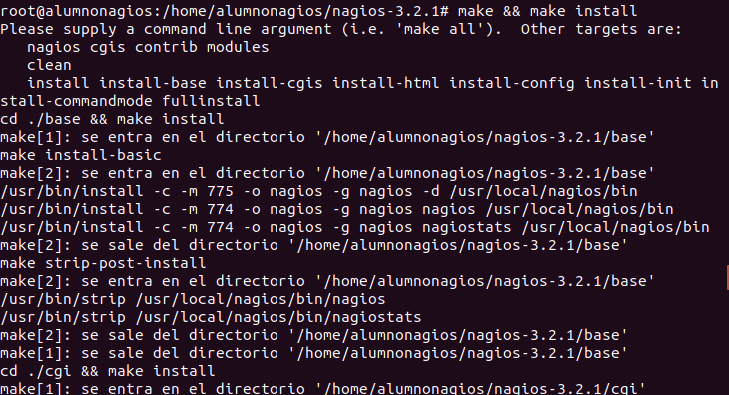 root@alumnonagios:/home/alumnonagios/nagios-3.2.1# make && make install
Please supply a command line argument (i.e. 'make all').  Other targets are:
   nagios cgis contrib modules
   clean
   install install-base install-cgis install-html install-config install-init in
stall-commandmode fullinstall
cd ./base && make install
make[1]: se entra en el directorio '/home/alumnonagios/nagios-3.2.1/base'
make install-basic
make[2]: se entra en el directorio '/home/alumnonagios/nagios-3.2.1/base'
/usr/bin/install -c -m 775 -o nagios -g nagios -d /usr/local/nagios/bin
/usr/bin/install -c -m 774 -o nagios -g nagios nagios /usr/local/nagios/bin
/usr/bin/install -c -m 774 -o nagios -g nagios nagiostats /usr/local/nagios/bin
make[2]: se sale del directorio '/home/alumnonagios/nagios-3.2.1/base'
make strip-post-install
make[2]: se entra en el directorio '/home/alumnonagios/nagios-3.2.1/base'
/usr/bin/strip /usr/local/nagios/bin/nagios
/usr/bin/strip /usr/local/nagios/bin/nagiostats
make[2]: se sale del directorio '/home/alumnonagios/nagios-3.2.1/base'
make[1]: se sale del directorio '/home/alumnonagios/nagios-3.2.1/base'
cd ./cgi && make install
make[1]: se entra en el directorio '/home/alumnonagios/nagios-3.2.1/cgi'